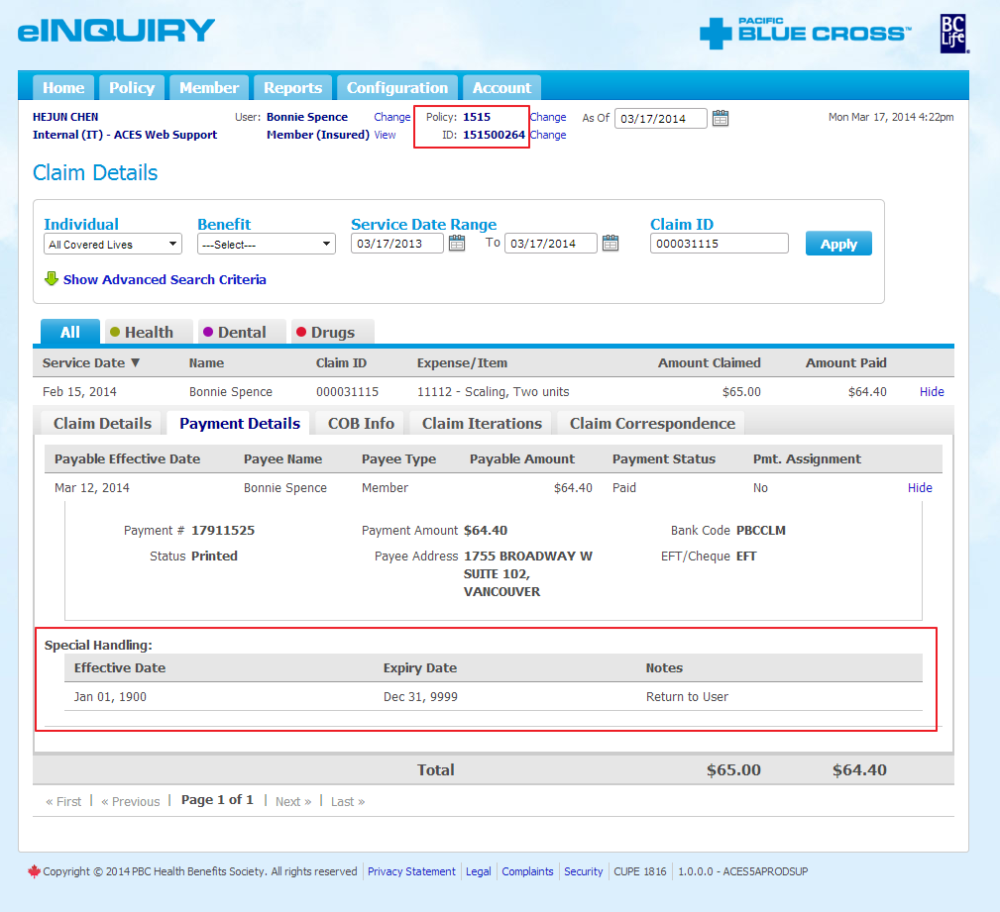 eINQUIRY
PACIFIC
BLUE CROSS™
BC
Life
Home Policy Member Reports Configuration Account
HEJUN CHEN User: Bonnie Spence Change Policy: 1515 Change As Of 03/17/2014 Mon Mar 17, 2014 4:22pm
Internal (IT) - ACES Web Support Member (Insured) View ID: 151500264 Change
Claim Details
Individual Benefit Service Date Range Claim ID
All Covered Lives ---Select--- 03/17/2013 To 03/17/2014 000031115 Apply
Show Advanced Search Criteria
All Health Dental Drugs
Service Date ▼ Name Claim ID Expense/Item Amount Claimed Amount Paid
Feb 15, 2014 Bonnie Spence 000031115 11112 - Scaling, Two units $65.00 $64.40 Hide
Claim Details Payment Details COB Info Claim Iterations Claim Correspondence
Payable Effective Date Payee Name Payee Type Payable Amount Payment Status Pmt. Assignment
Mar 12, 2014 Bonnie Spence Member $64.40 Paid No Hide
Payment # 17911525 Payment Amount $64.40 Bank Code PBCCLM
Status Printed Payee Address 1755 BROADWAY W EFT/Cheque EFT
SUITE 102,
VANCOUVER
Special Handling:
Effective Date Expiry Date Notes
Jan 01, 1900 Dec 31, 9999 Return to User
Total $65.00 $64.40
« First | « Previous | Page 1 of 1 | Next » | Last »
Copyright © 2014 PBC Health Benefits Society. All rights reserved | Privacy Statement | Legal | Complaints | Security | CUPE 1816 | 1.0.0.0 - ACES5APRODSUP